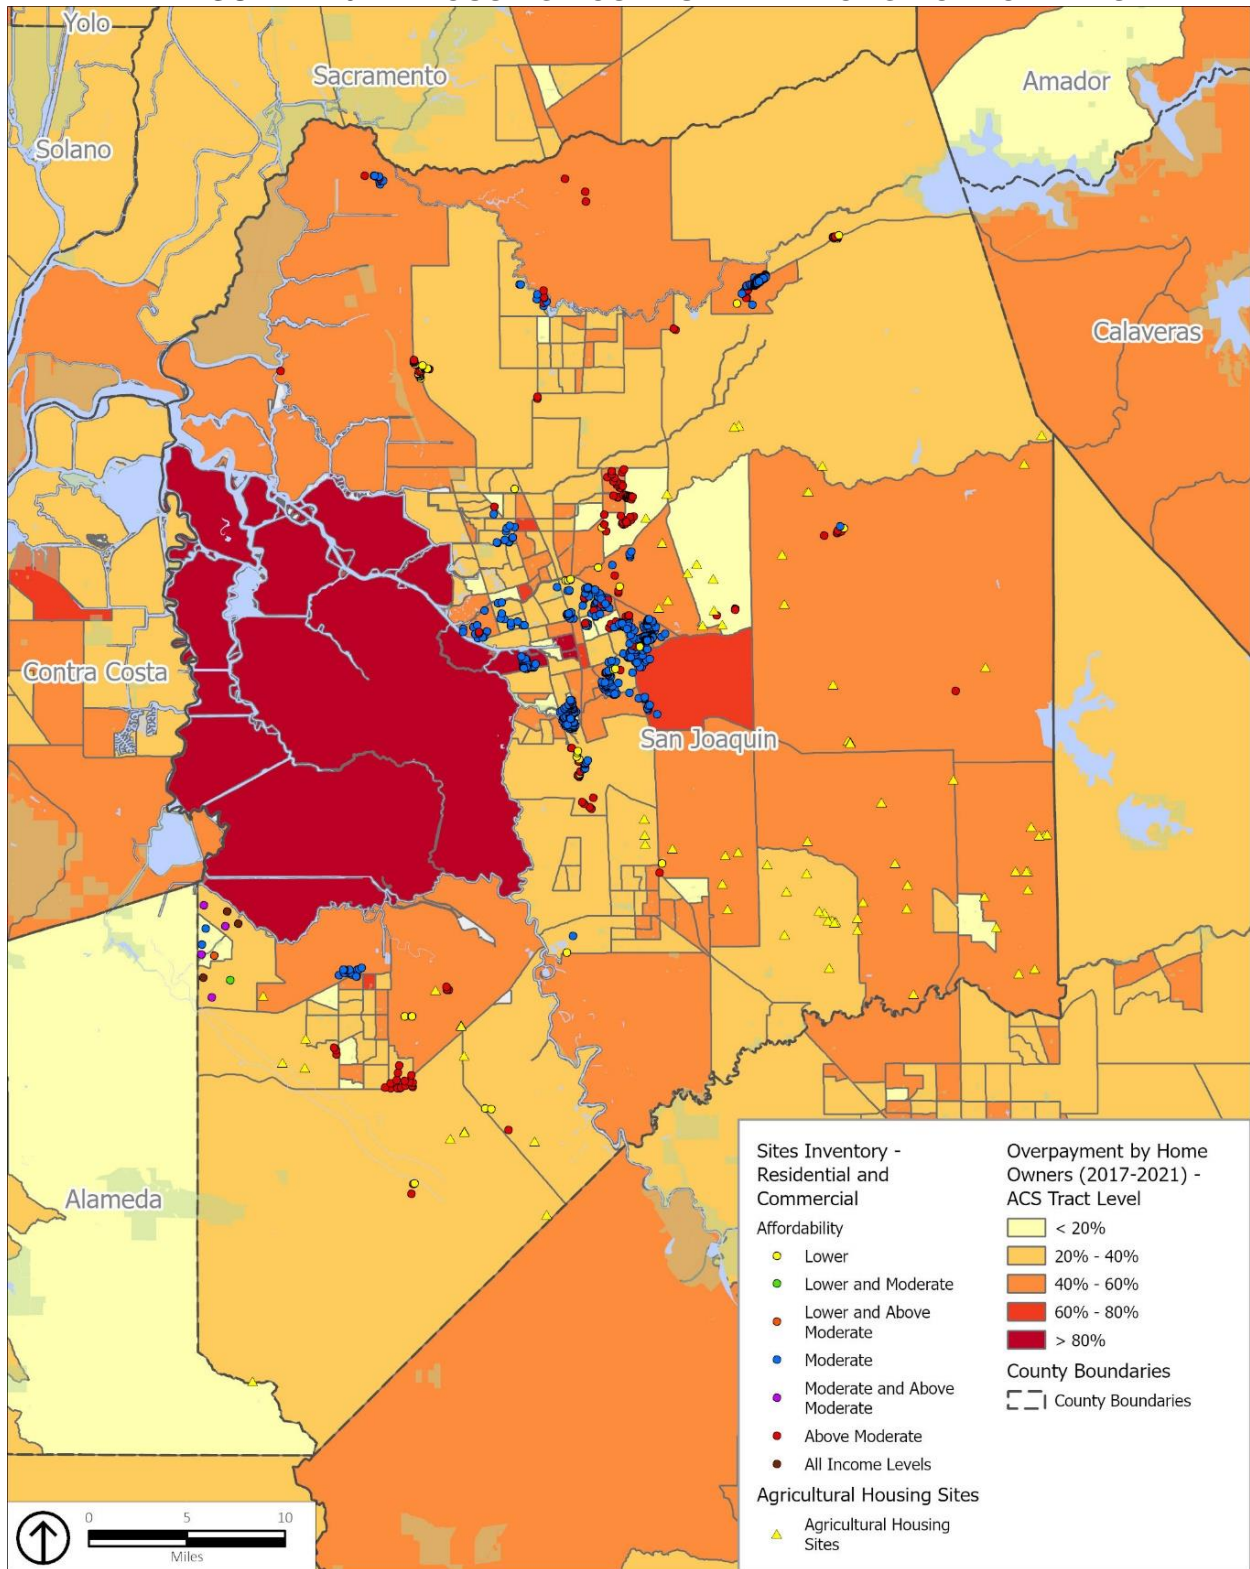 Yolo
Sacramento
Amador
Solano
Calaveras
Contra Costa
San Joaquin
Alameda
Sites Inventory -
Residential and
Commercial
Affordability
Lower
Lower and Moderate
Lower and Above
Moderate
Moderate
Moderate and Above
Moderate
Above Moderate
All Income Levels
Agricultural Housing Sites
Agricultural Housing
Sites
Overpayment by Home
Owners (2017-2021) -
ACS Tract Level
< 20%
20% - 40%
40% - 60%
60% - 80%
> 80%
County Boundaries
County Boundaries
0 5 10
Miles